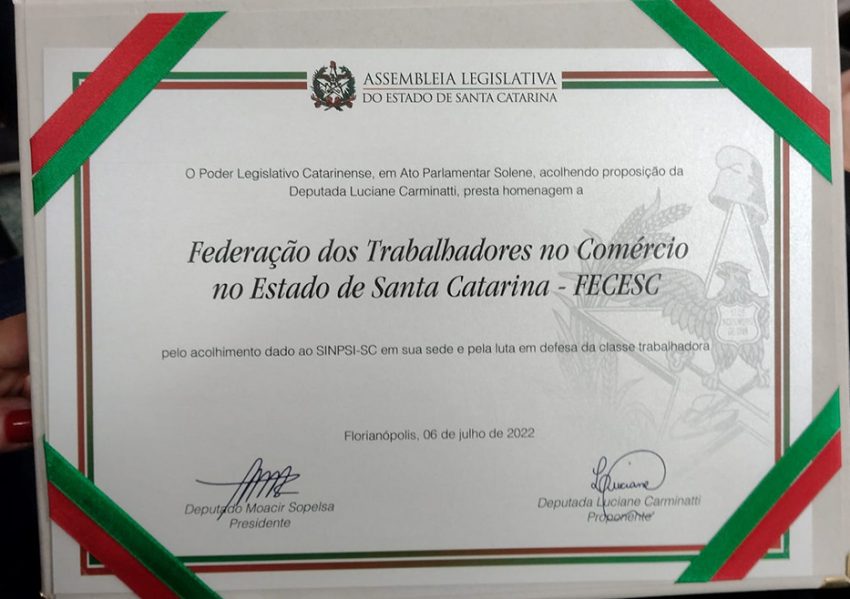 ASSEMBLEIA LEGISLATIVA
DO ESTADO DE SANTA CATARINA
O Poder Legislativo Catarinense, em Ato Parlamentar Solene, acolhendo proposição da
Deputada Luciane Carminatti, presta homenagem a
Federação dos Trabalhadores no Comércio
no Estado de Santa Catarina - FECESC
pelo acolhimento dado ao SINPSI-SC em sua sede e pela luta em defesa da classe trabalhadora
Florianópolis, 06 de julho de 2022
Luciane
Deputado Moacir Sopelsa
Presidente
Deputada Luciane Carminatti
Proponente